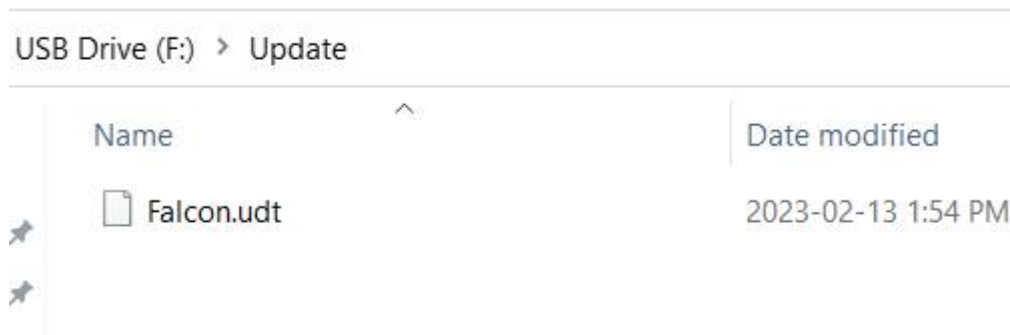 USB Drive (F:) > Update
Name Date modified
Falcon.udt 2023-02-13 1:54 PM